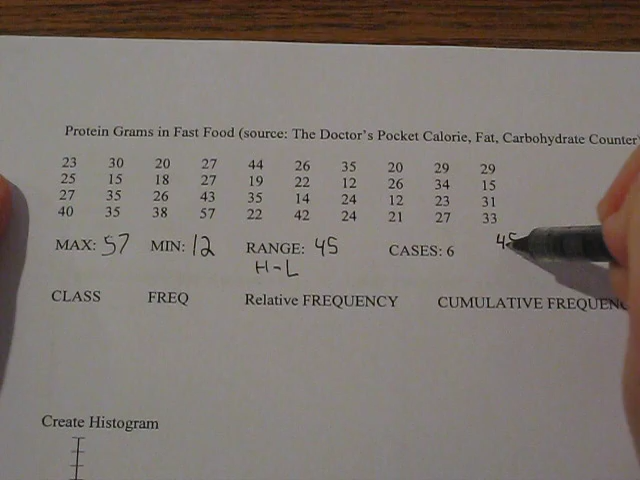 Protein Grams in Fast Food (source: The Doctor's Pocket Calorie, Fat, Carbohydrate Counter)
23 30 20 27 44 26 35 20 29 29
25 15 18 27 19 22 12 26 34 15
27 35 26 43 35 14 24 12 23 31
40 35 38 57 22 42 24 21 27 33
MAX: 57 MIN: 12 RANGE: 45 CASES: 6 45
H-L
CLASS FREQ Relative FREQUENCY CUMULATIVE FREQUENC
Create Histogram